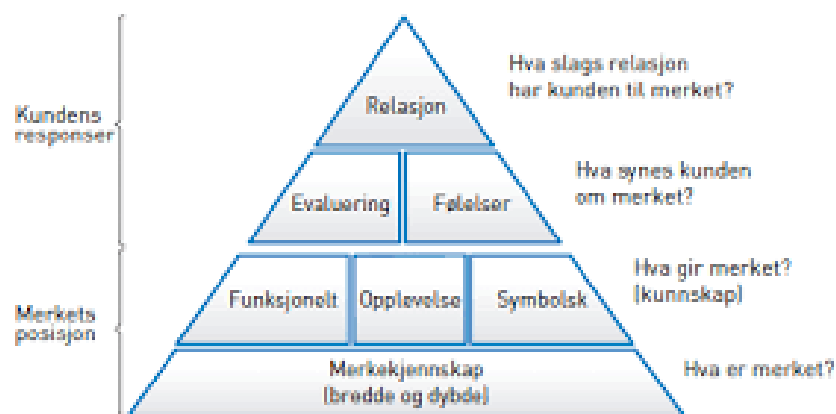 Hva slags relasjon
har kunden til merket?
Relasjon
Kundens
responser
Hva synes kunden
om merket?
Evaluering
Følelser
Hva gir merket?
(kunnskap)
Funksjonelt
Opplevelse
Symbolsk
Merkets
posisjon
Merkekjennskap
(bredde og dybde)
Hva er merket?